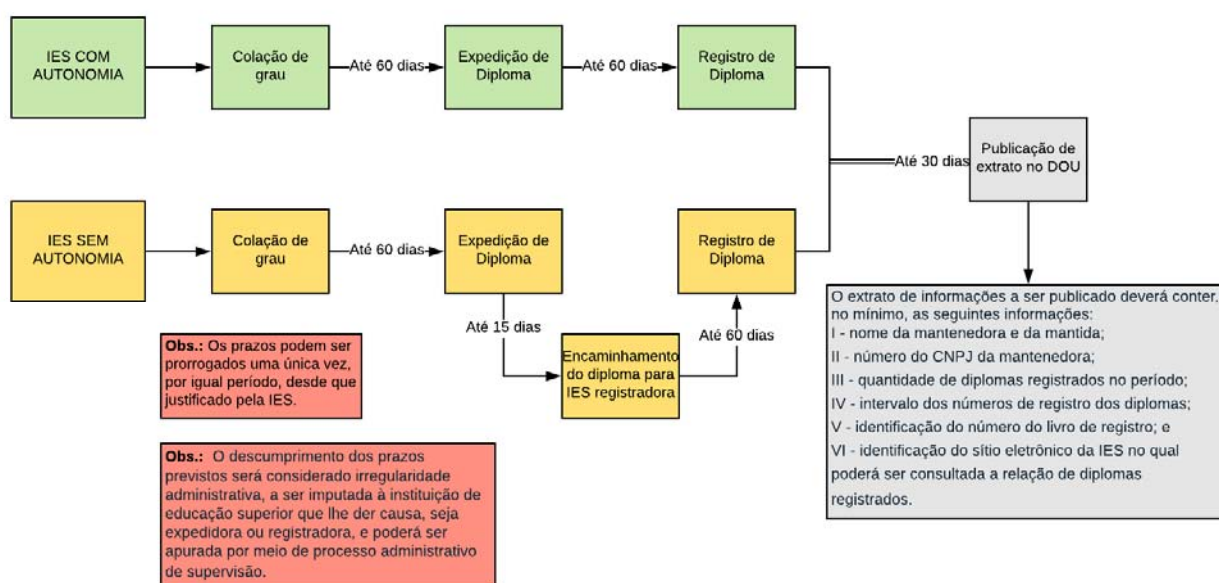 IES COM
AUTONOMIA
Colação de
grau
Até 60 dias
Expedição de
Diploma
Até 60 dias
Registro de
Diploma
Até 30 dias
Publicação de
extrato no DOU
IES SEM
AUTONOMIA
Colação de
grau
Até 60 dias
Expedição de
Diploma
Registro de
Diploma
Até 15 dias
Encaminhamento
do diploma para
IES registradora
Até 60 dias
Obs.: Os prazos podem ser
prorrogados uma única vez,
por igual período, desde que
justificado pela IES.
Obs.: O descumprimento dos prazos
previstos será considerado irregularidade
administrativa, a ser imputada à instituição de
educação superior que lhe der causa, seja
expedidora ou registradora, e poderá ser
apurada por meio de processo administrativo
de supervisão.
O extrato de informações a ser publicado deverá conter,
no mínimo, as seguintes informações:
I - nome da mantenedora e da mantida;
II - número do CNPJ da mantenedora;
III - quantidade de diplomas registrados no período;
IV - intervalo dos números de registro dos diplomas;
V - identificação do número do livro de registro; e
VI - identificação do sítio eletrônico da IES no qual
poderá ser consultada a relação de diplomas
registrados.